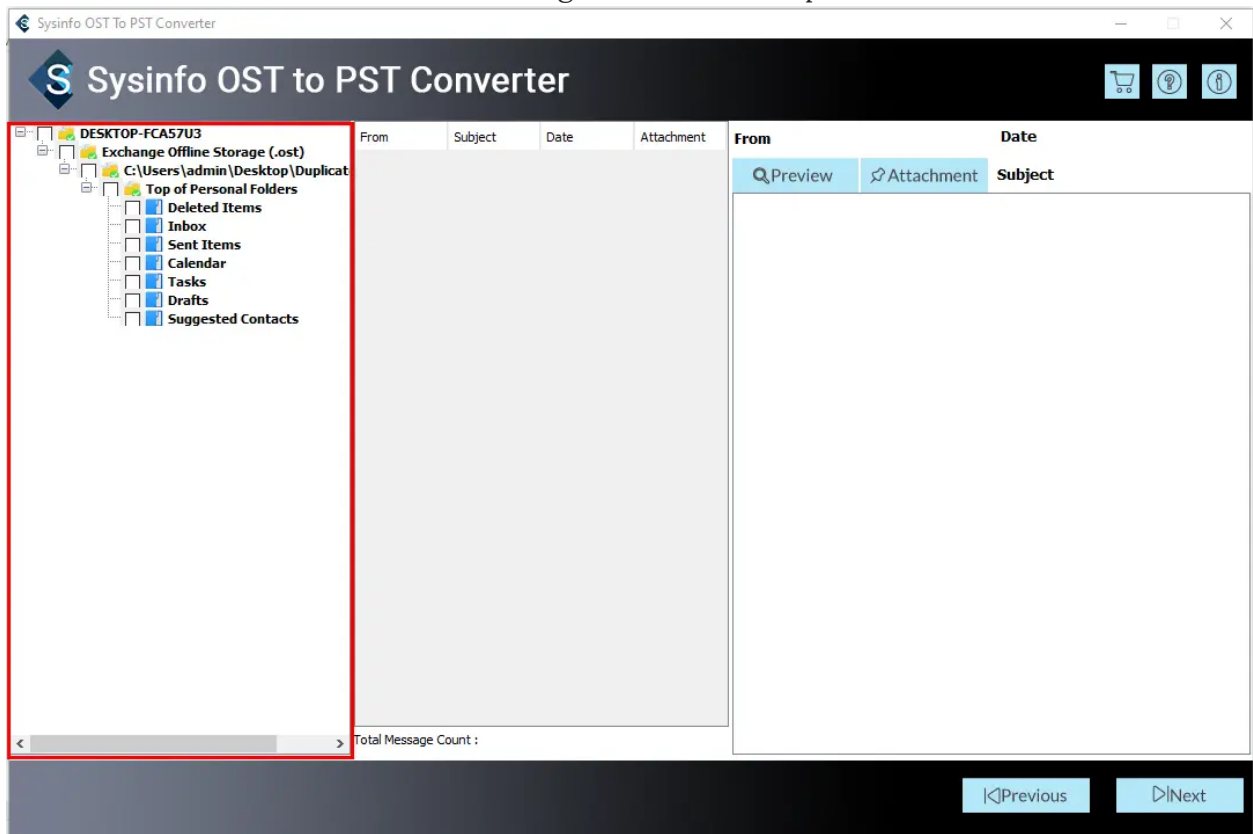 Sysinfo OST To PST Converter
Sysinfo OST to PST Converter
DESKTOP-FCA57U3
Exchange Offline Storage (.ost)
C:\Users\admin\Desktop\Duplicat
Top of Personal Folders
Deleted Items
Inbox
Sent Items
Calendar
Tasks
Drafts
Suggested Contacts
From Subject Date Attachment
Total Message Count :
From Date
Preview Attachment Subject
Previous Next